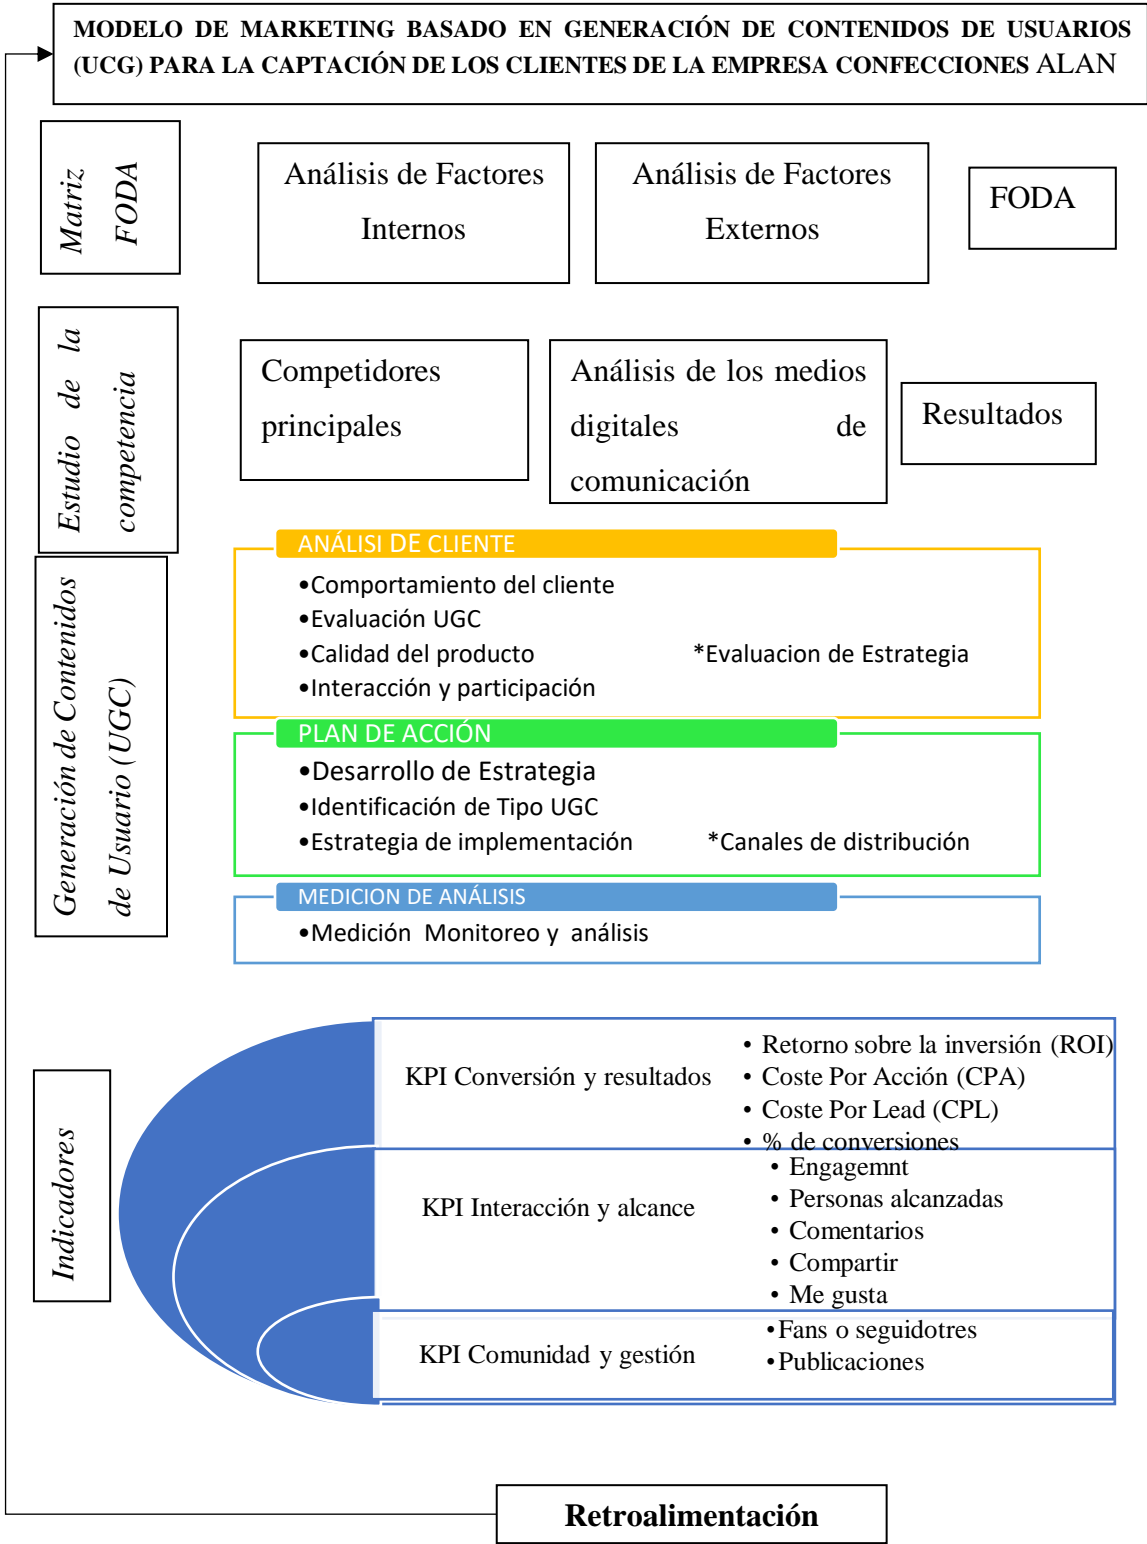 MODELO DE MARKETING BASADO EN GENERACIÓN DE CONTENIDOS DE USUARIOS
(UCG) PARA LA CAPTACIÓN DE LOS CLIENTES DE LA EMPRESA CONFECCIONES ALAN
Matriz
FODA
Análisis de Factores
Internos
Análisis de Factores
Externos
FODA
Estudio de la
competencia
Competidores
principales
Análisis de los medios
digitales de
comunicación
Resultados
Generación de Contenidos
de Usuario (UGC)
ANÁLISI DE CLIENTE
•Comportamiento del cliente
•Evaluación UGC
•Calidad del producto *Evaluacion de Estrategia
•Interacción y participación
PLAN DE ACCIÓN
•Desarrollo de Estrategia
•Identificación de Tipo UGC
•Estrategia de implementación *Canales de distribución
MEDICION DE ANÁLISIS
•Medición Monitoreo y análisis
Indicadores
KPI Conversión y resultados
• Retorno sobre la inversión (ROI)
• Coste Por Acción (CPA)
• Coste Por Lead (CPL)
• % de conversiones
KPI Interacción y alcance
• Engagemnt
• Personas alcanzadas
• Comentarios
• Compartir
• Me gusta
KPI Comunidad y gestión
•Fans o seguidotres
•Publicaciones
Retroalimentación